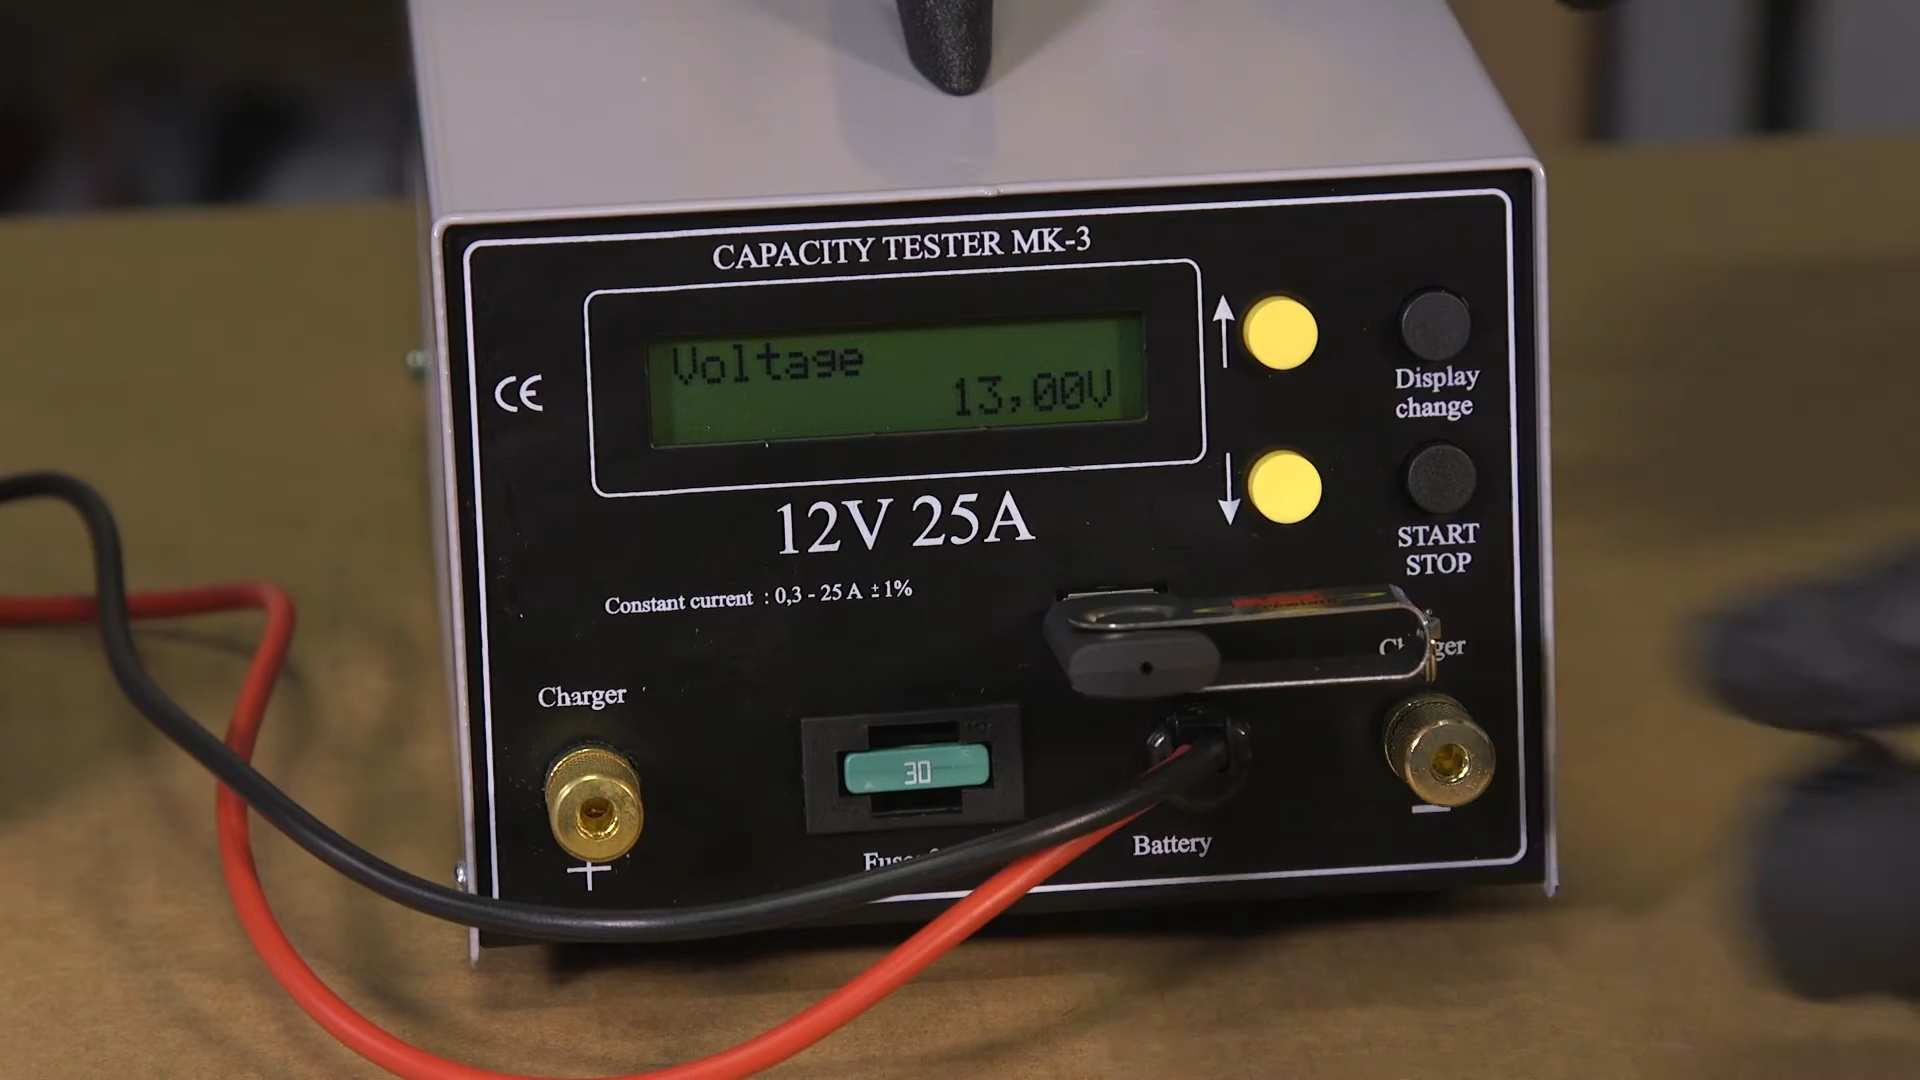 CAPACITY TESTER MK-3
CE
Voltage
13,00V
Display
change
12V 25A
START
STOP
Constant current : 0,3 - 25 A ±1%
Charger
30
Battery
+
−